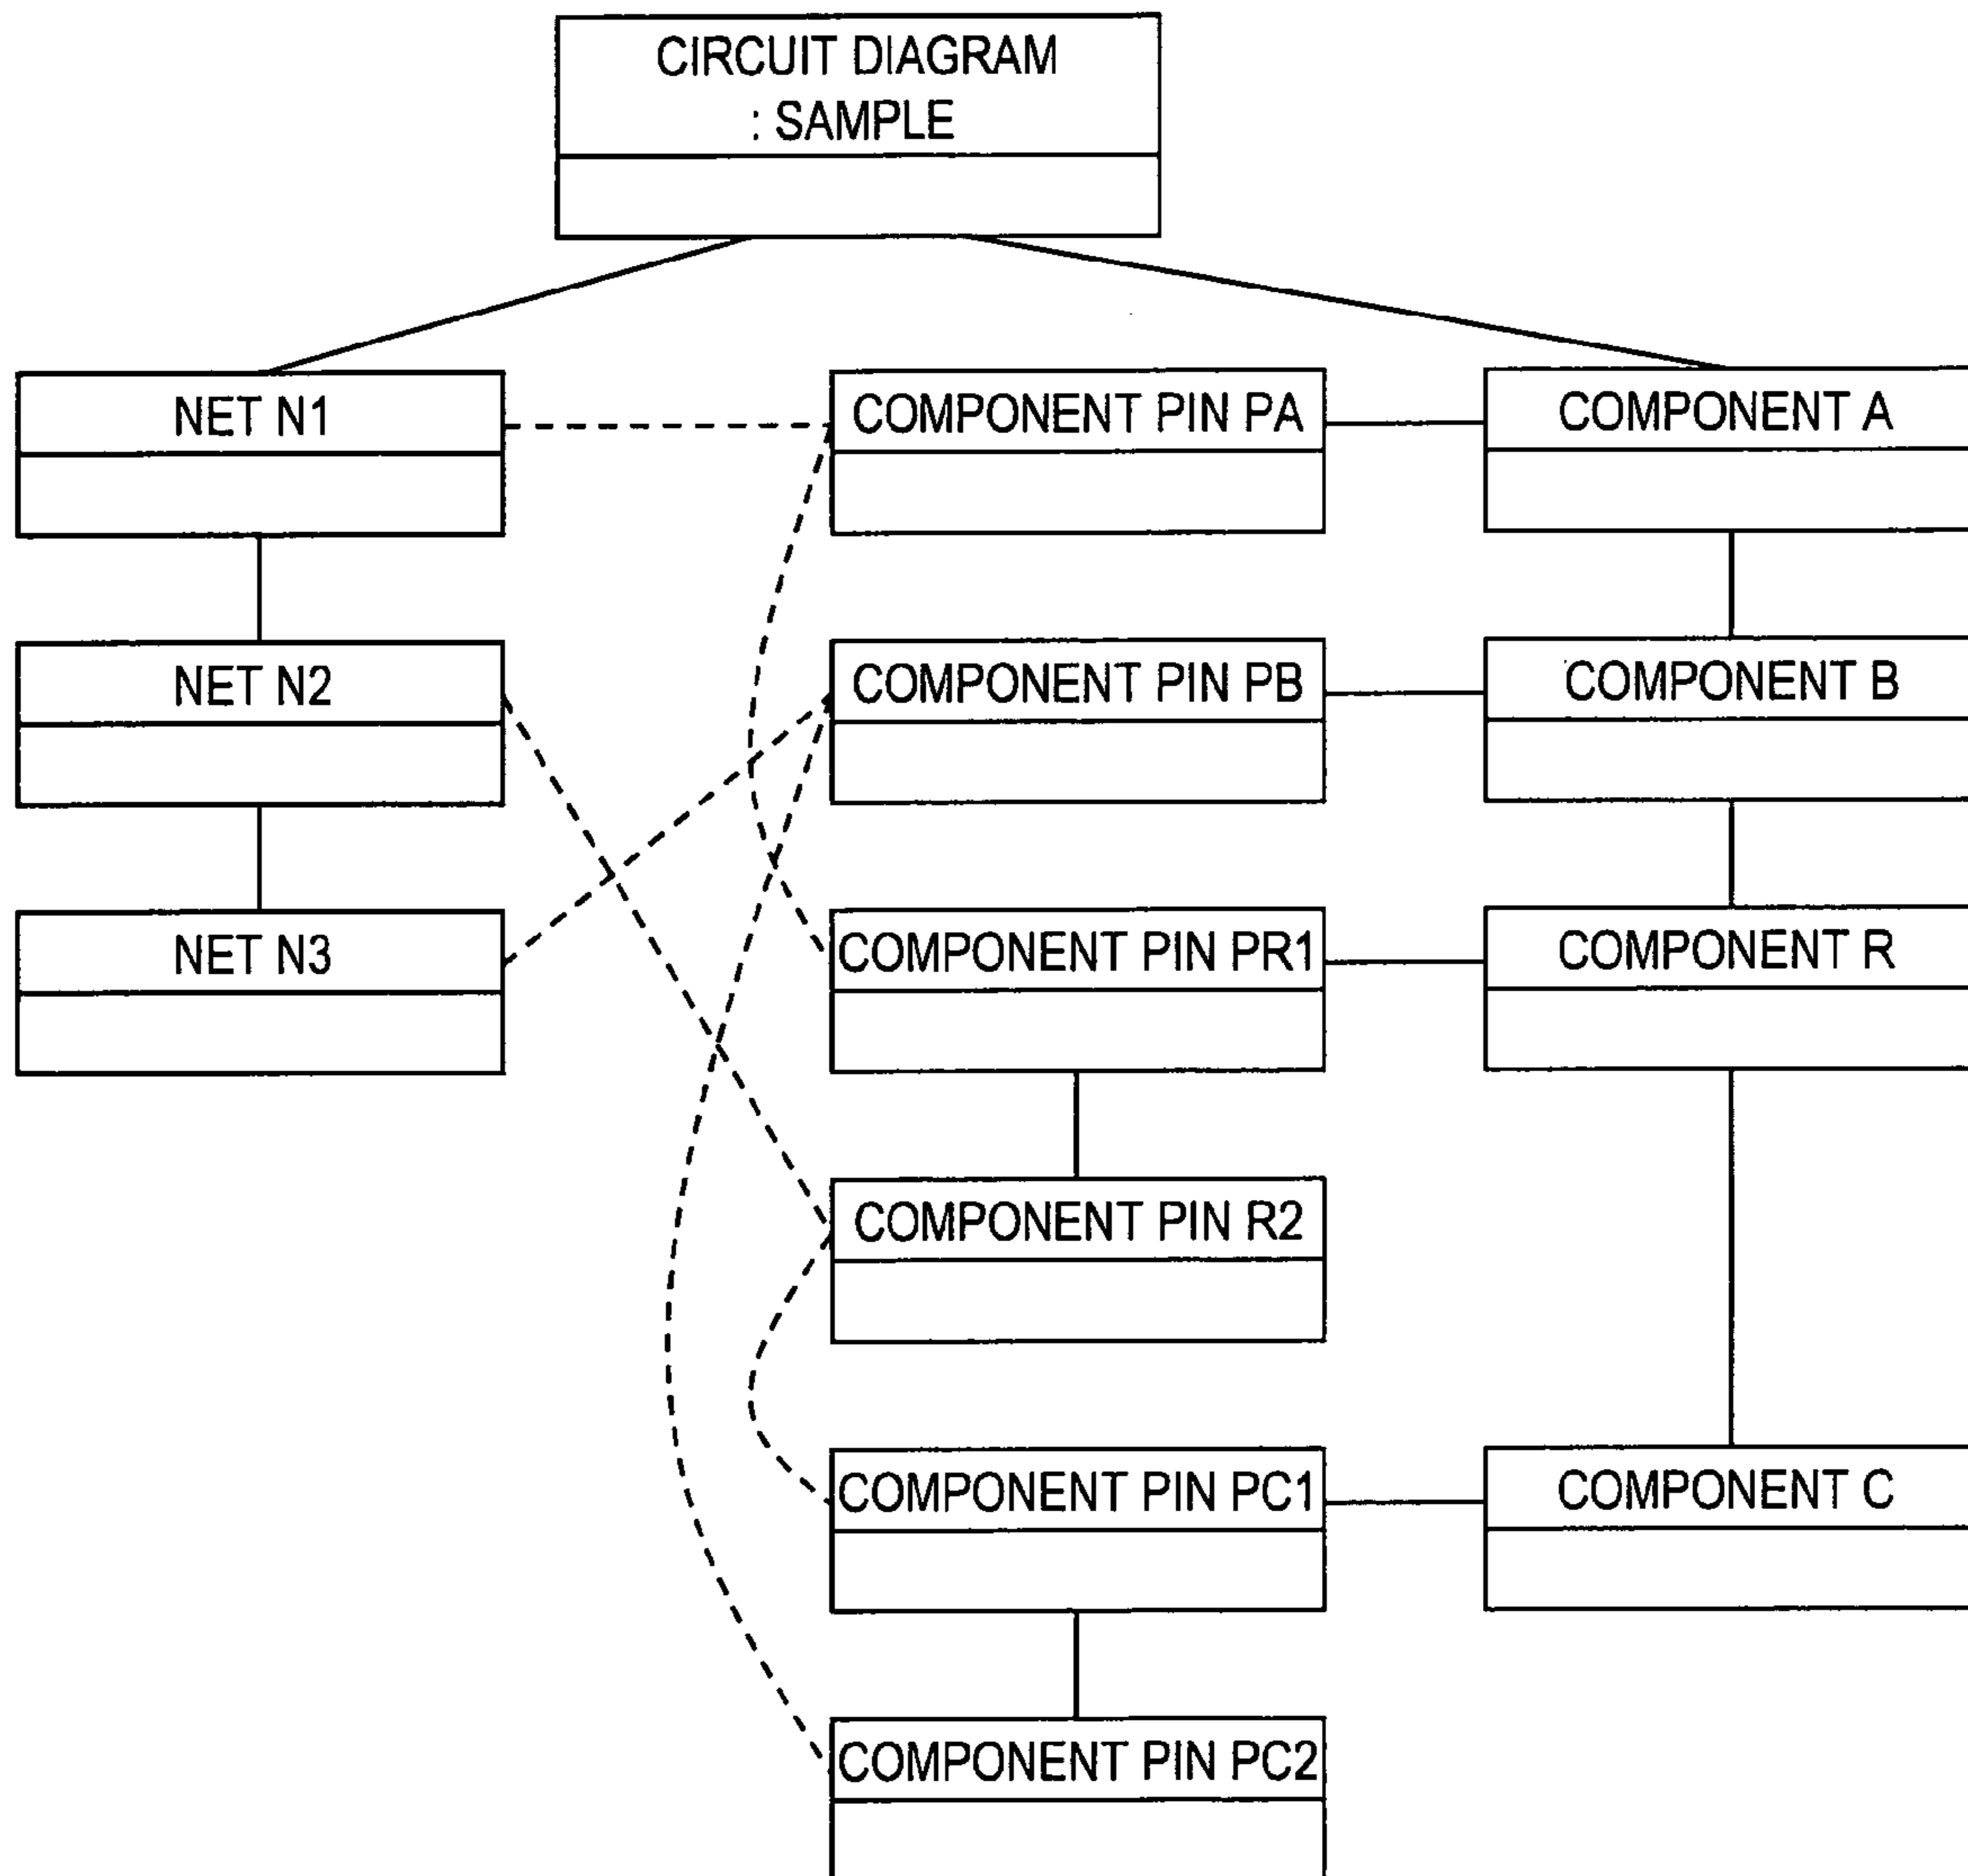 CIRCUIT DIAGRAM
: SAMPLE
NET N1
COMPONENT PIN PA
COMPONENT A
NET N2
COMPONENT PIN PB
COMPONENT B
NET N3
COMPONENT PIN PR1
COMPONENT R
COMPONENT PIN R2
COMPONENT PIN PC1
COMPONENT C
COMPONENT PIN PC2